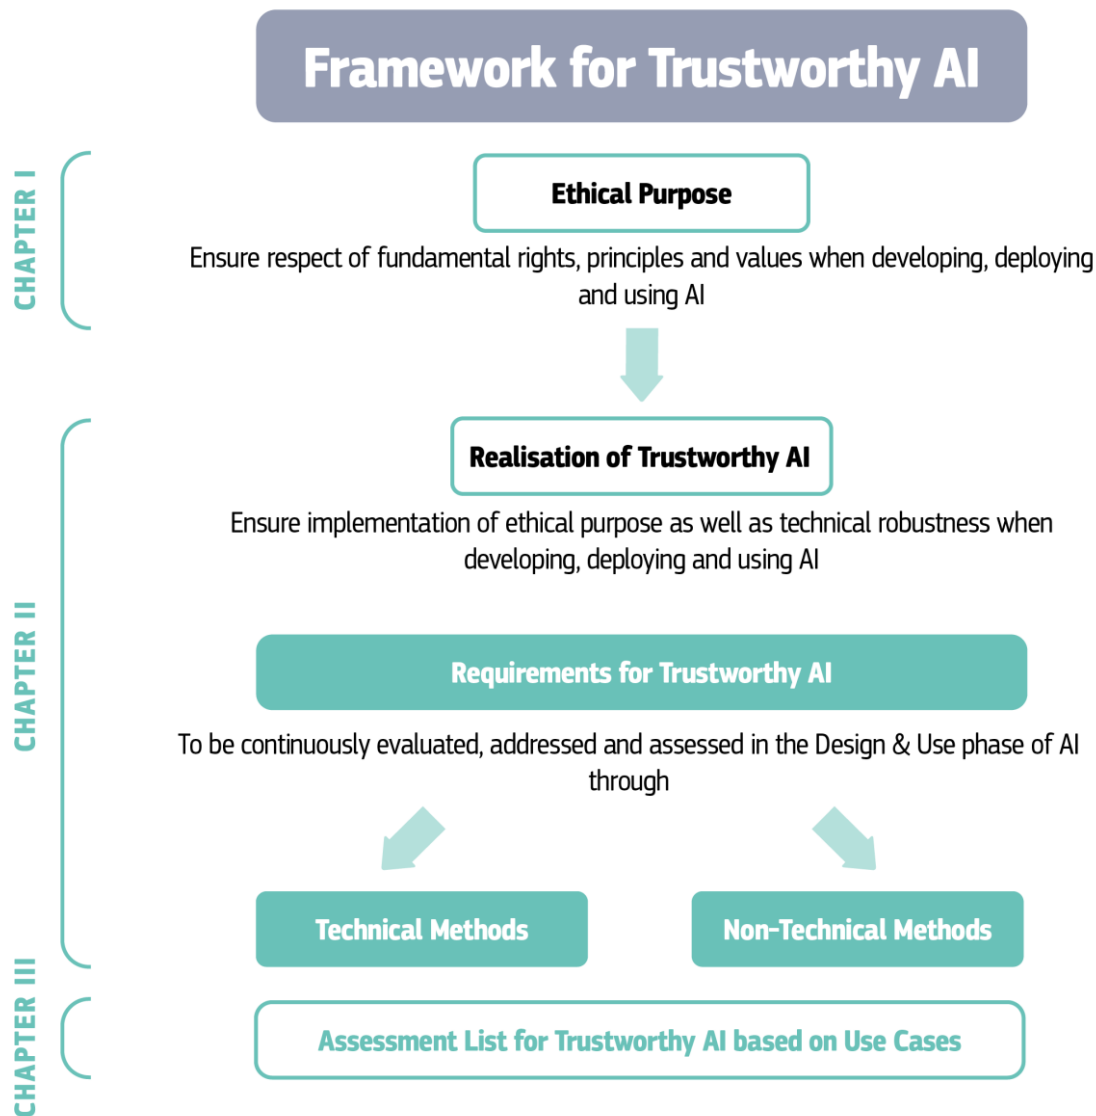 Framework for Trustworthy AI
CHAPTER I
Ethical Purpose
Ensure respect of fundamental rights, principles and values when developing, deploying
and using AI
CHAPTER II
Realisation of Trustworthy AI
Ensure implementation of ethical purpose as well as technical robustness when
developing, deploying and using AI
Requirements for Trustworthy AI
To be continuously evaluated, addressed and assessed in the Design & Use phase of AI
through
Technical Methods
Non-Technical Methods
CHAPTER III
Assessment List for Trustworthy AI based on Use Cases